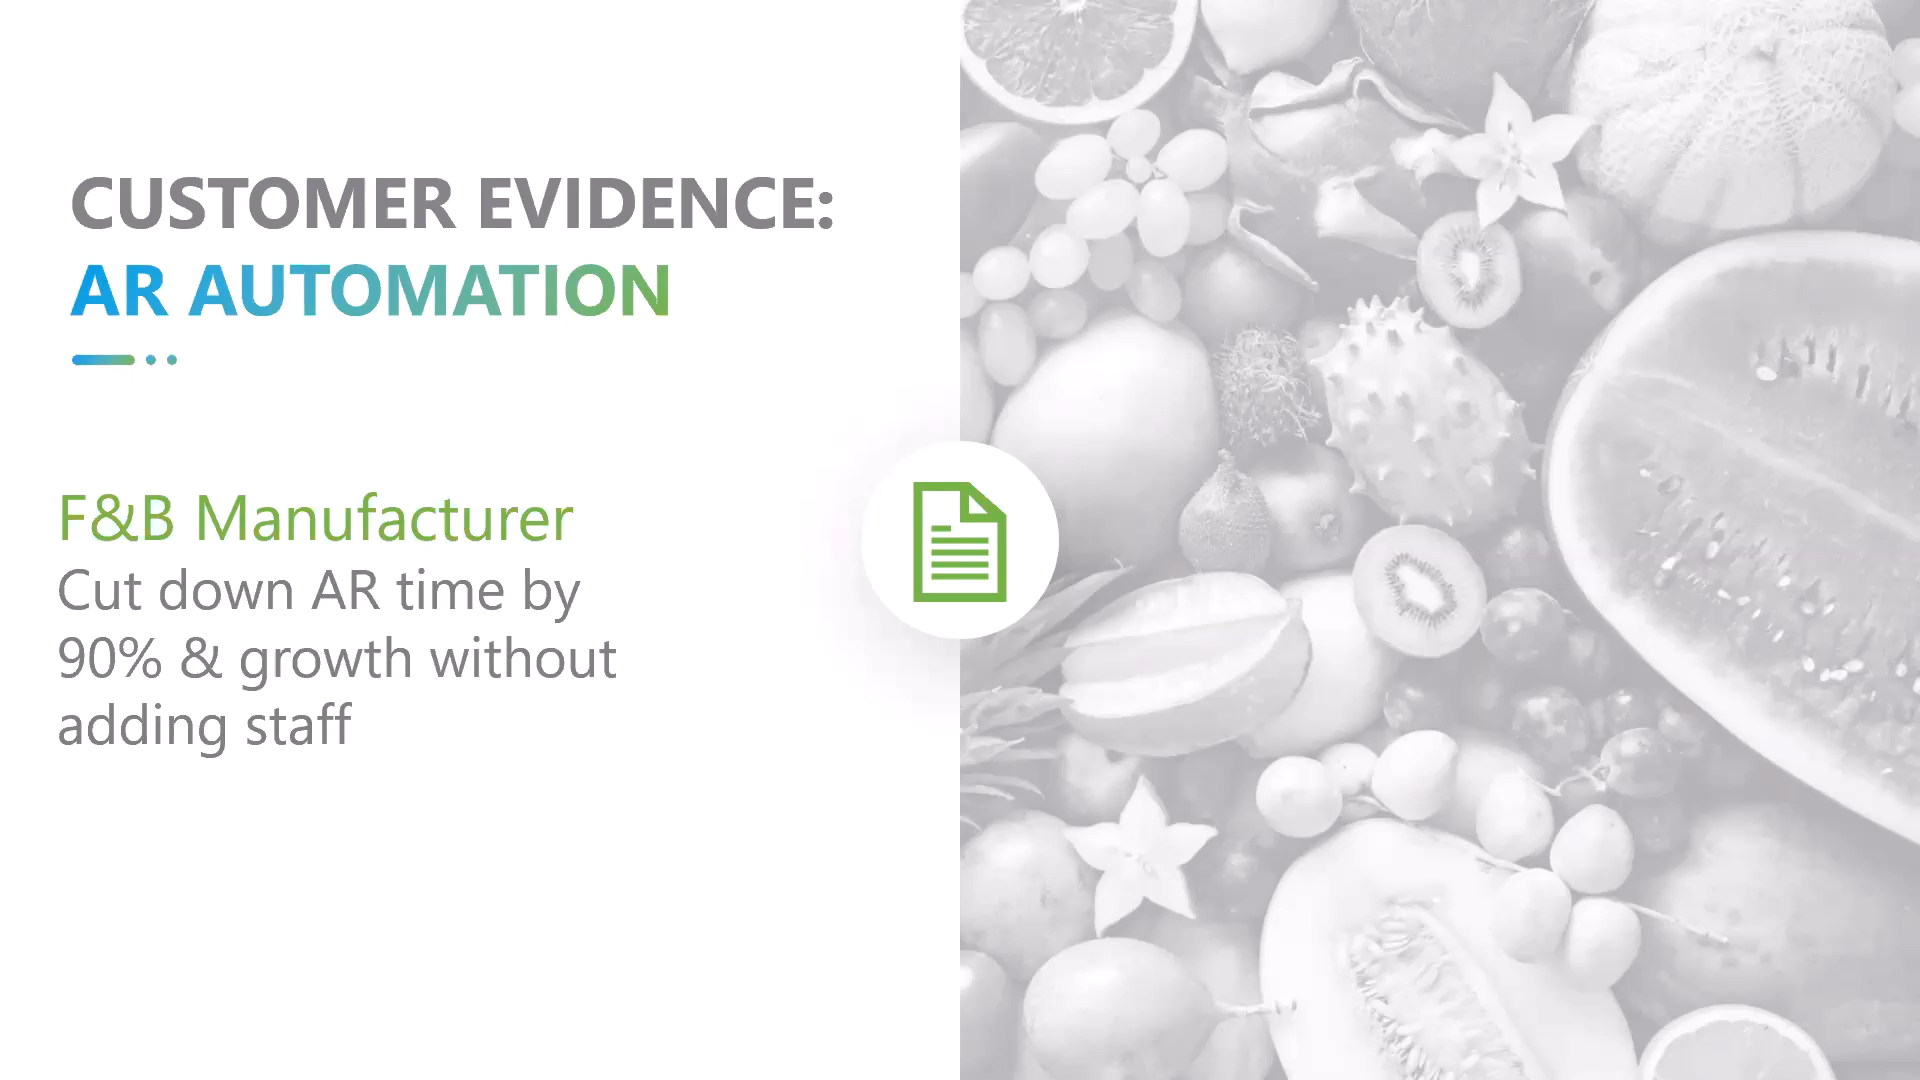 CUSTOMER EVIDENCE:
AR AUTOMATION
F&B Manufacturer
Cut down AR time by
90% & growth without
adding staff